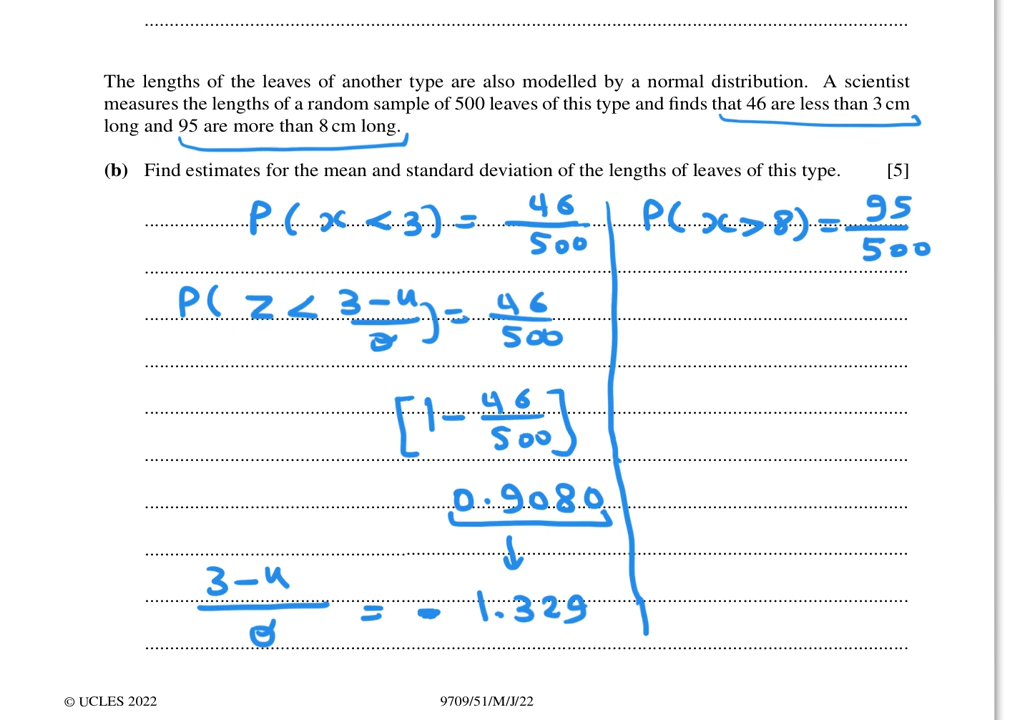 The lengths of the leaves of another type are also modelled by a normal distribution. A scientist
measures the lengths of a random sample of 500 leaves of this type and finds that 46 are less than 3 cm
long and 95 are more than 8 cm long.
(b) Find estimates for the mean and standard deviation of the lengths of leaves of this type. [5]
P( x < 3) = 46/500
P( x > 8) = 95/500
P( Z < 3-u/σ) = 46/500
[1 - 46/500]
0.9080
↓
3-u/σ = - 1.329
© UCLES 2022 9709/51/M/J/22